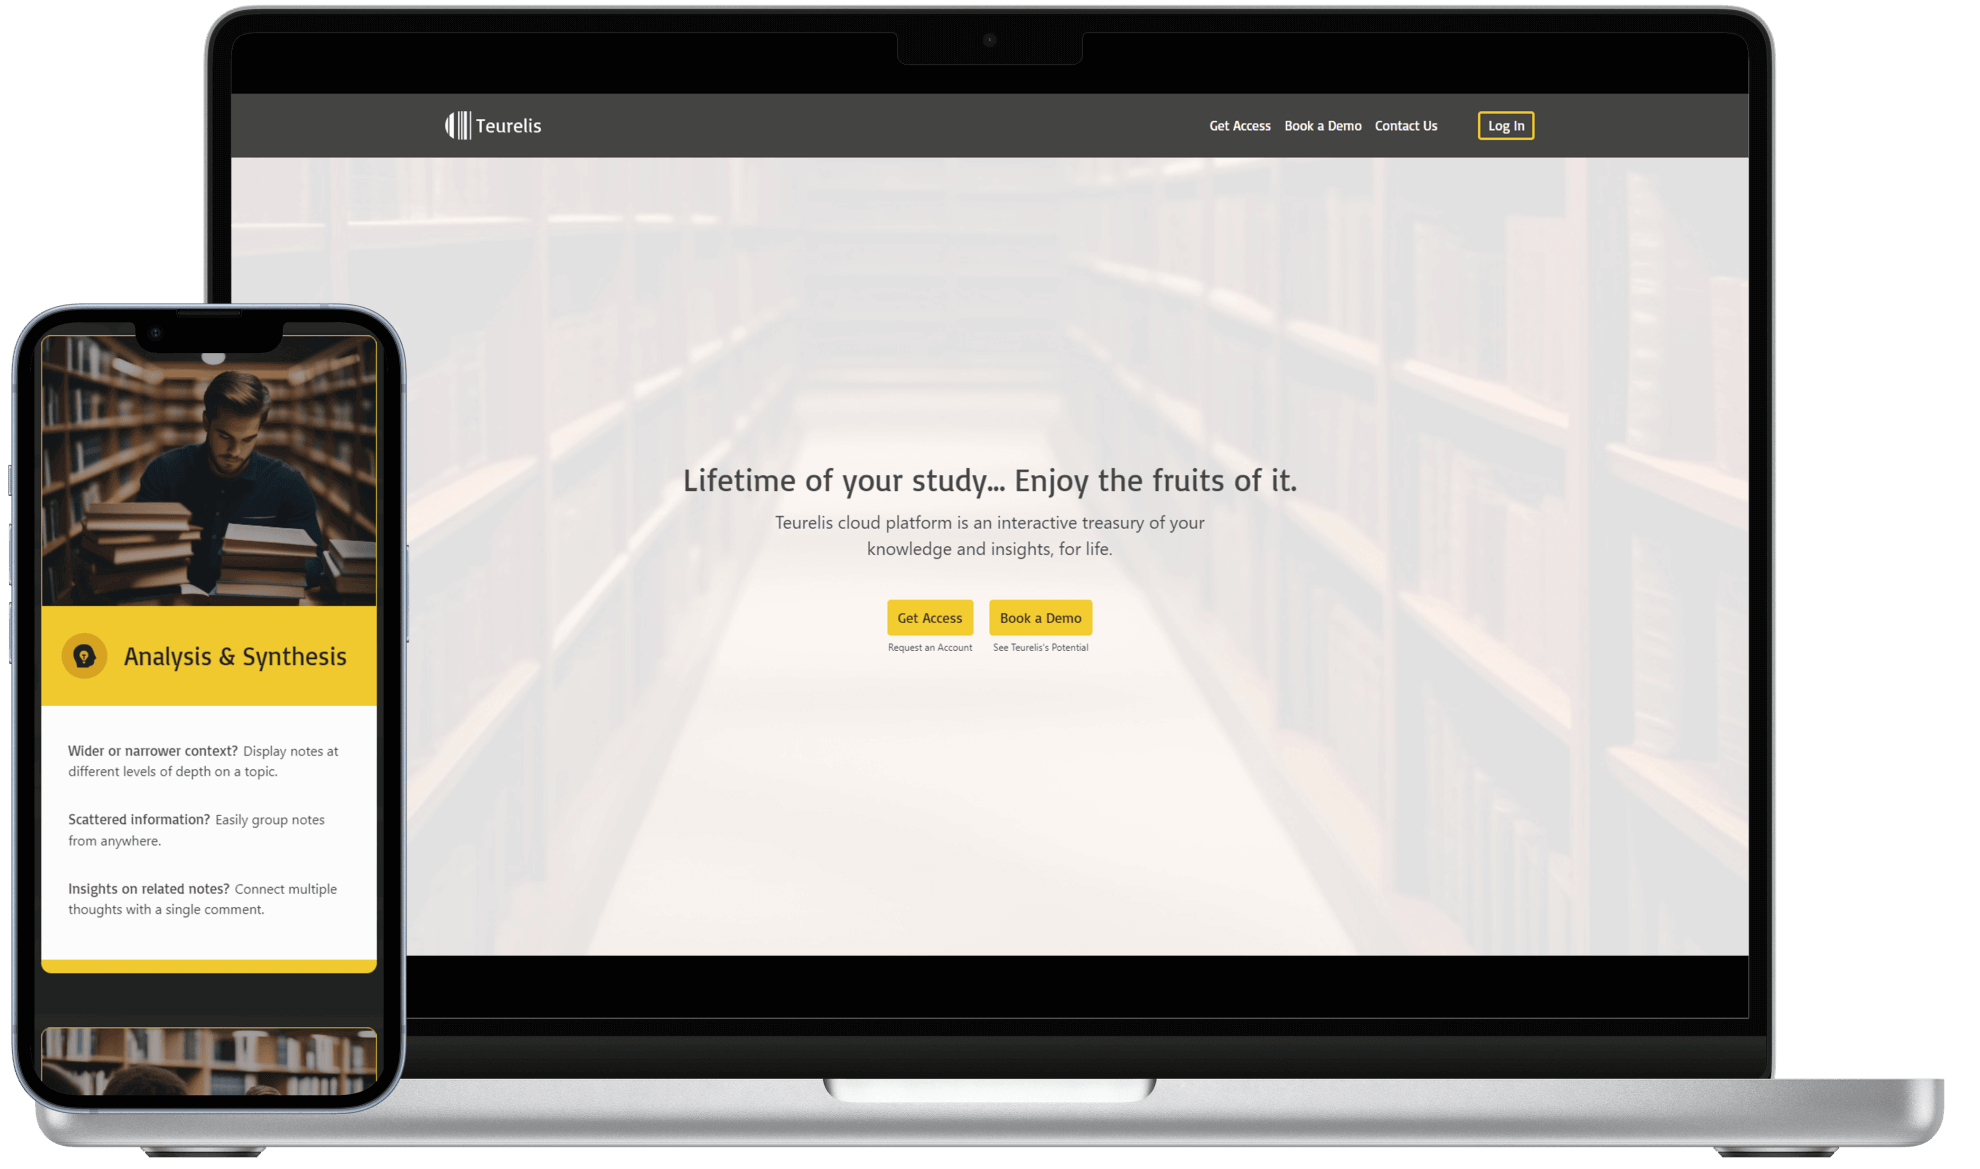 Teurelis
Get Access
Book a Demo
Contact Us
Log In
Lifetime of your study... Enjoy the fruits of it.
Teurelis cloud platform is an interactive treasury of your
knowledge and insights, for life.
Get Access
Book a Demo
Request an Account
See Teurelis's Potential
Analysis & Synthesis
Wider or narrower context? Display notes at
different levels of depth on a topic.
Scattered information? Easily group notes
from anywhere.
Insights on related notes? Connect multiple
thoughts with a single comment.